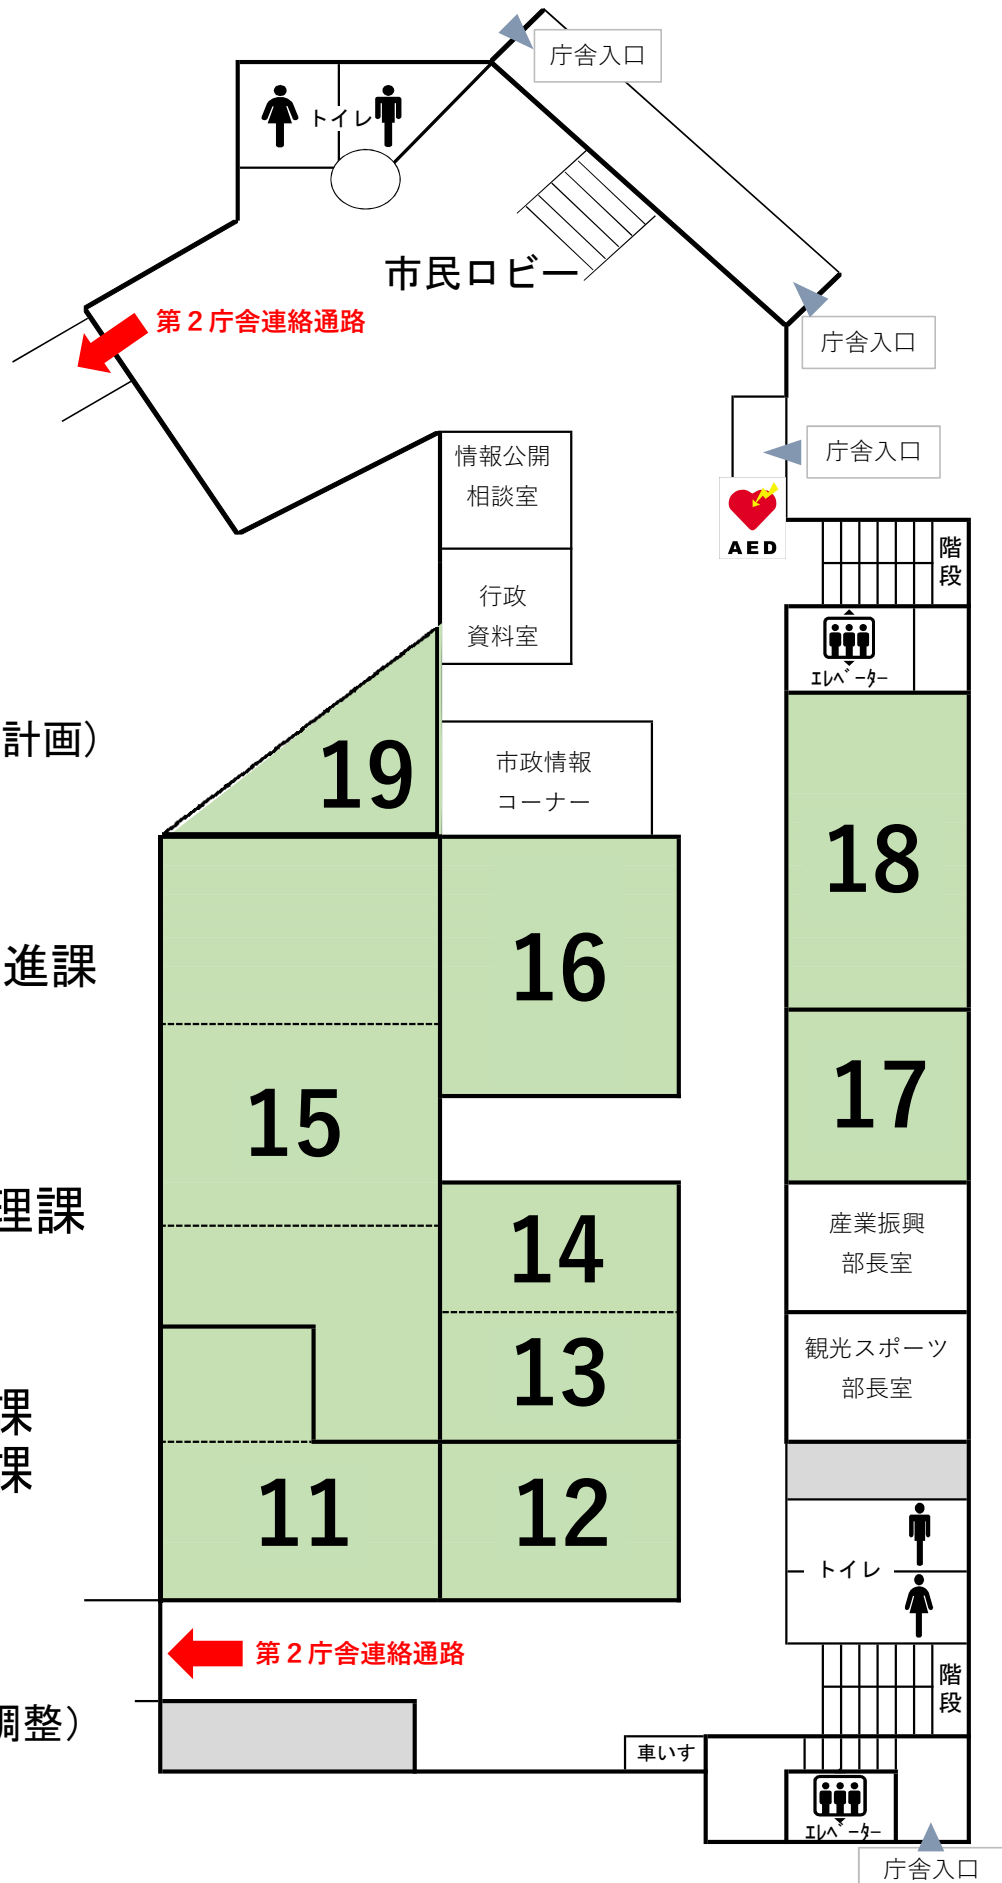 庁舎入口
トイレ
市民ロビー
第２庁舎連絡通路
庁舎入口
庁舎入口
情報公開
相談室
AED
階段
行政
資料室
エレベーター
計画）
19
市政情報
コーナー
18
進課
16
15
17
理課
14
産業振興
部長室
13
観光スポーツ
部長室
課
課
11
12
トイレ
第２庁舎連絡通路
階段
調整）
車いす
エレベーター
庁舎入口